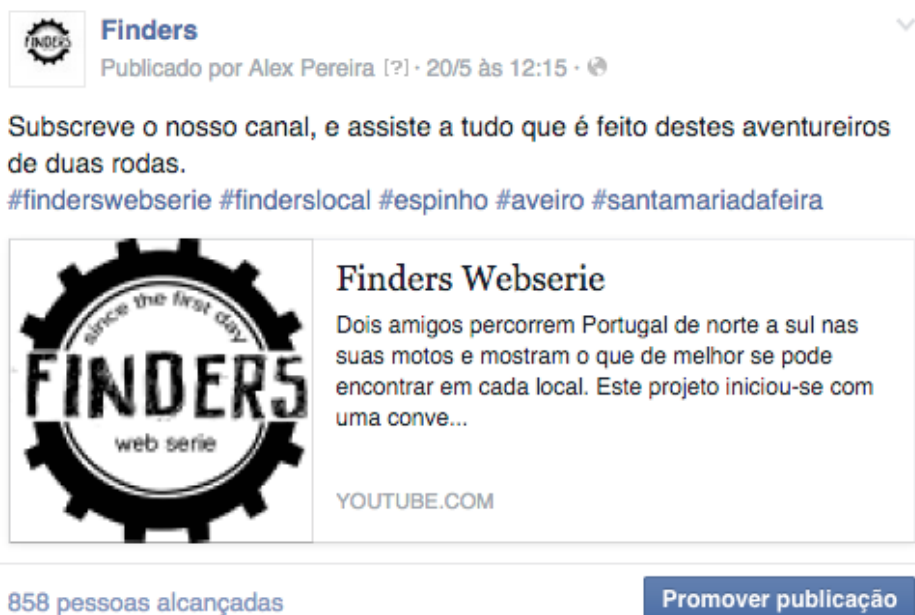 FINDERS
Finders
Publicado por Alex Pereira [?] · 20/5 às 12:15 ·
Subscreve o nosso canal, e assiste a tudo que é feito destes aventureiros
de duas rodas.
#finderswebserie #finderslocal #espinho #aveiro #santamariadafeira
since the first day
FINDERS
web serie
Finders Webserie
Dois amigos percorrem Portugal de norte a sul nas
suas motos e mostram o que de melhor se pode
encontrar em cada local. Este projeto iniciou-se com
uma conve...
YOUTUBE.COM
858 pessoas alcançadas
Promover publicação